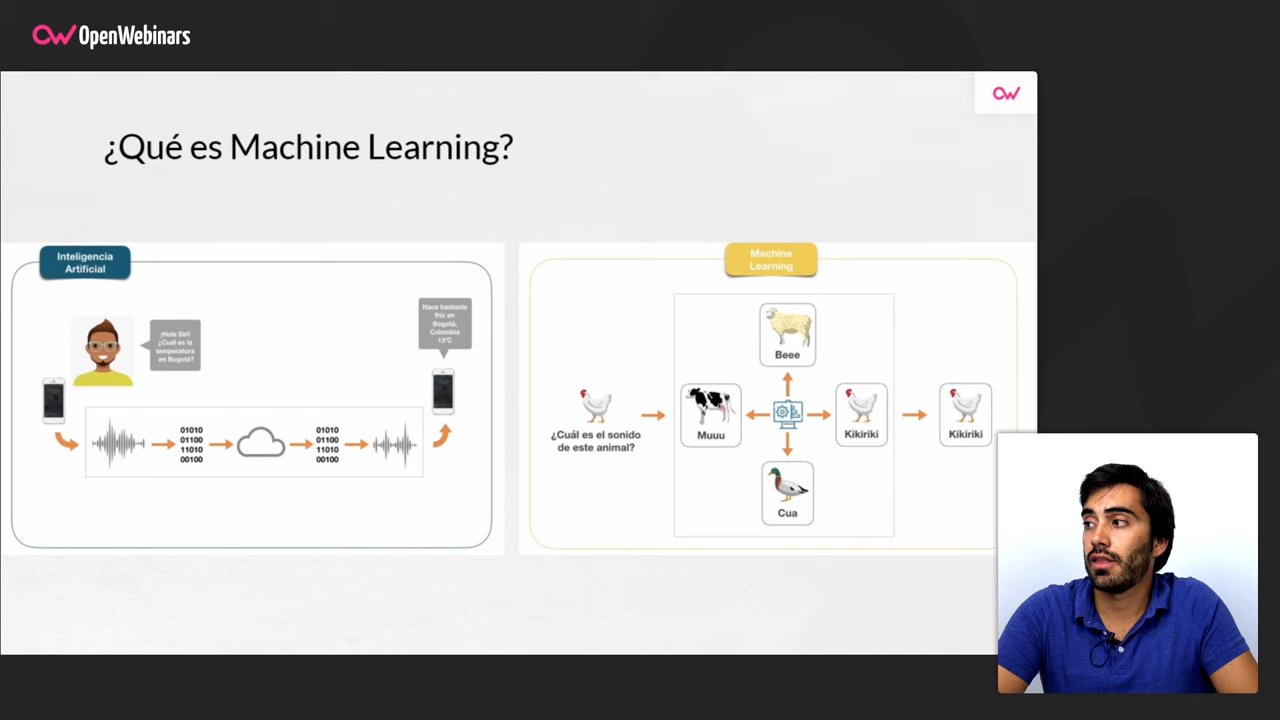 OpenWebinars
¿Qué es Machine Learning?
Inteligencia
Artificial
¡Hola Siri!
¿Cuál es la
temperatura
en Bogotá?
Hace bastante
frío en
Bogotá,
Colombia
13°C
01010
01100
11010
00100
01010
01100
11010
00100
Machine
Learning
¿Cuál es el sonido
de este animal?
Beee
Muuu
Kikiriki
Kikiriki
Cua